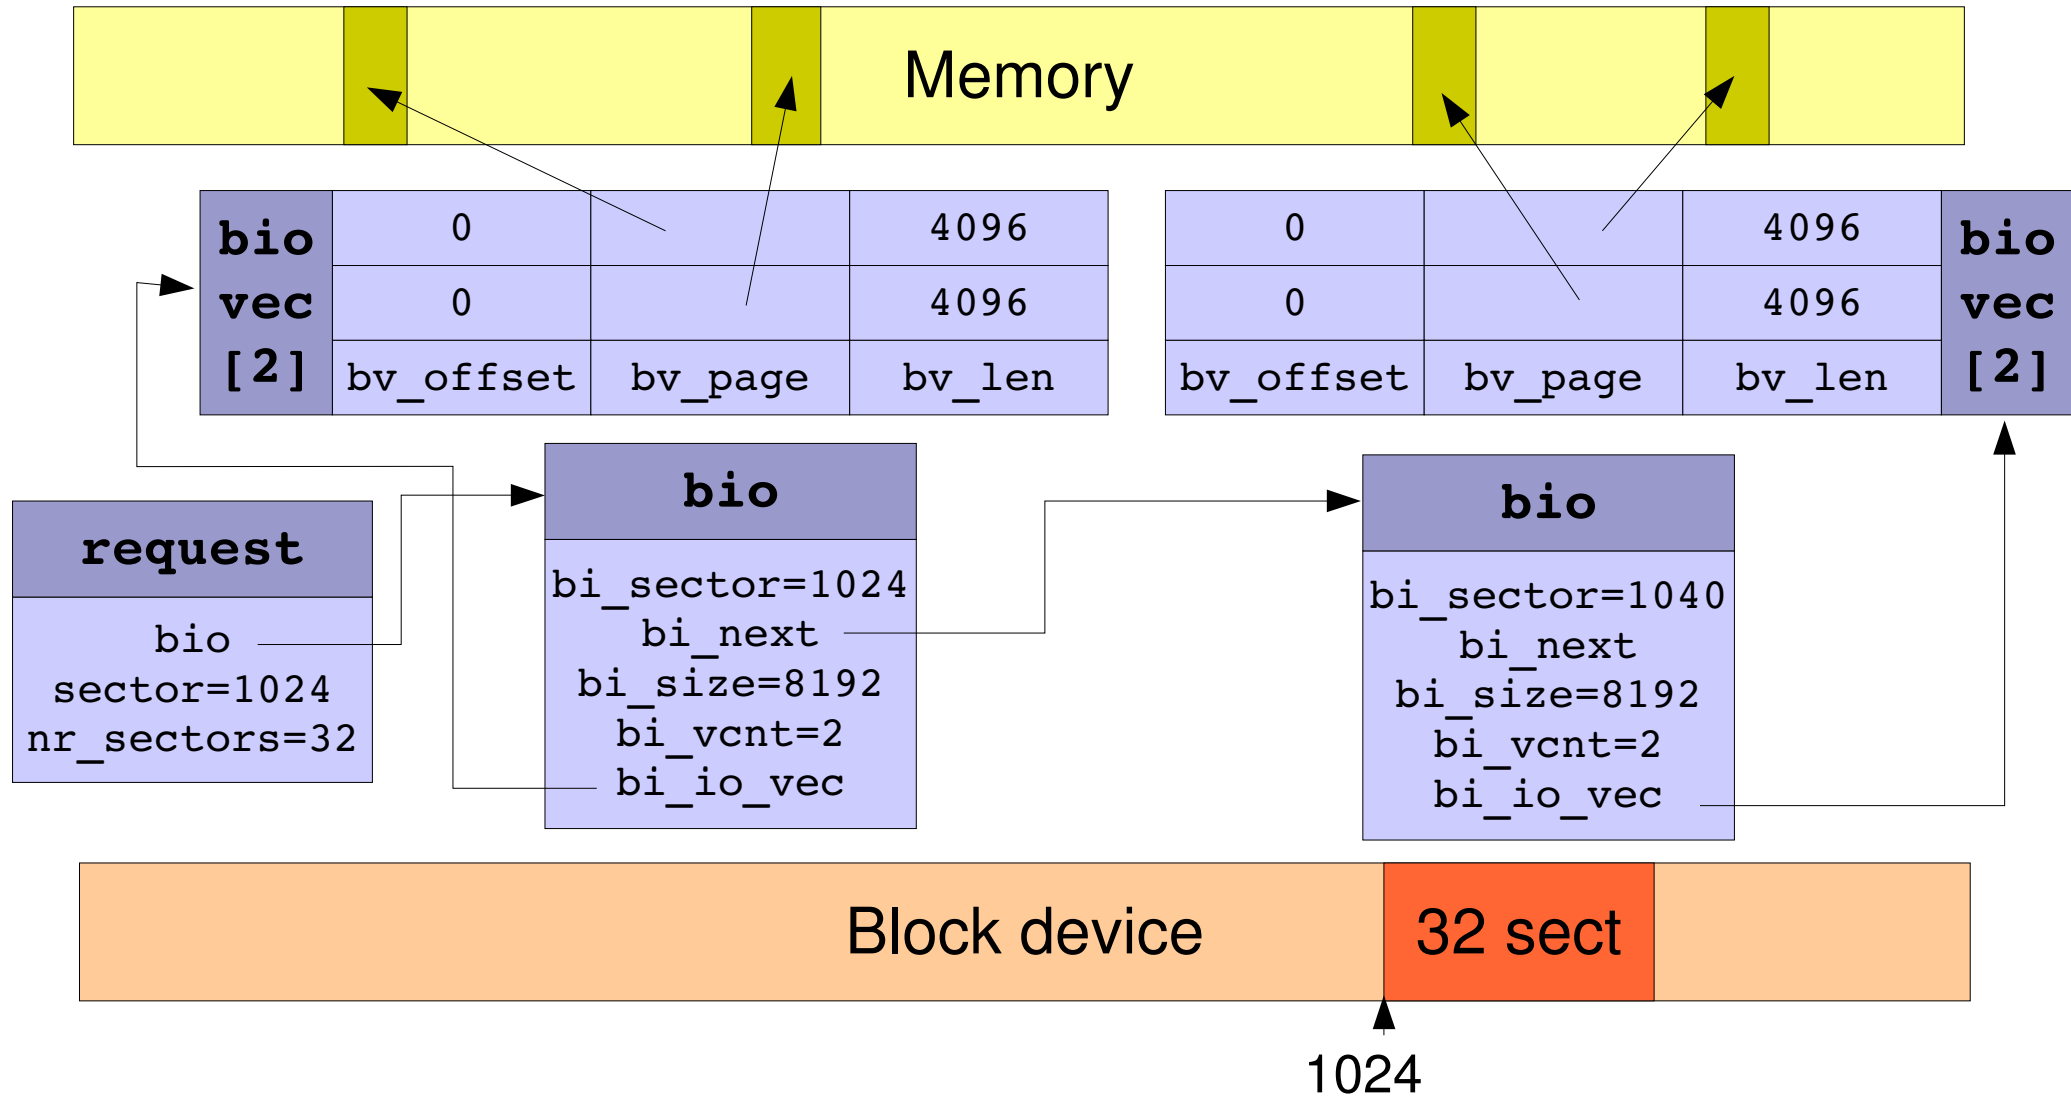 Memory
bio
vec
[2]
0 4096
0 4096
bv_offset bv_page bv_len
0 4096
0 4096
bv_offset bv_page bv_len
bio
vec
[2]
request
bio
sector=1024
nr_sectors=32
bio
bi_sector=1024
bi_next
bi_size=8192
bi_vcnt=2
bi_io_vec
bio
bi_sector=1040
bi_next
bi_size=8192
bi_vcnt=2
bi_io_vec
Block device
32 sect
1024